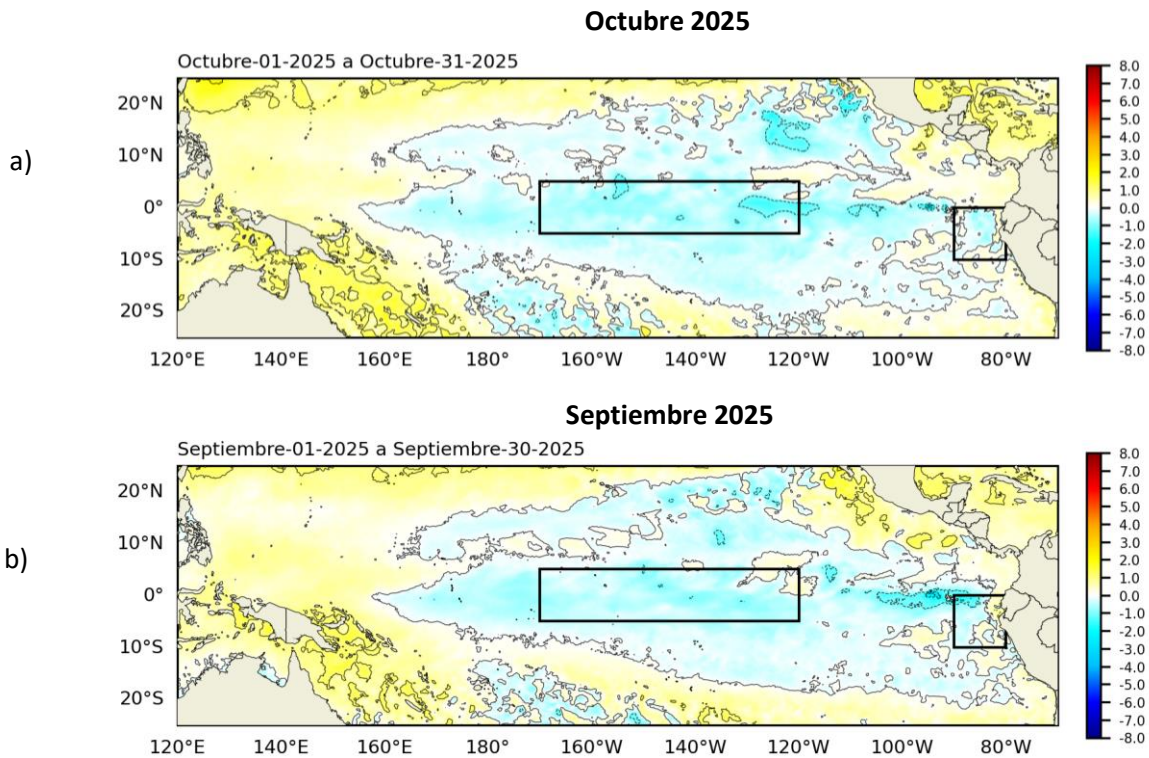 Octubre 2025
Octubre-01-2025 a Octubre-31-2025
a)
20°N
10°N
0°
10°S
20°S
120°E 140°E 160°E 180° 160°W 140°W 120°W 100°W 80°W
8.0
7.0
6.0
5.0
4.0
3.0
2.0
1.0
0.0
-1.0
-2.0
-3.0
-4.0
-5.0
-6.0
-7.0
-8.0
Septiembre 2025
Septiembre-01-2025 a Septiembre-30-2025
b)
20°N
10°N
0°
10°S
20°S
120°E 140°E 160°E 180° 160°W 140°W 120°W 100°W 80°W
8.0
7.0
6.0
5.0
4.0
3.0
2.0
1.0
0.0
-1.0
-2.0
-3.0
-4.0
-5.0
-6.0
-7.0
-8.0